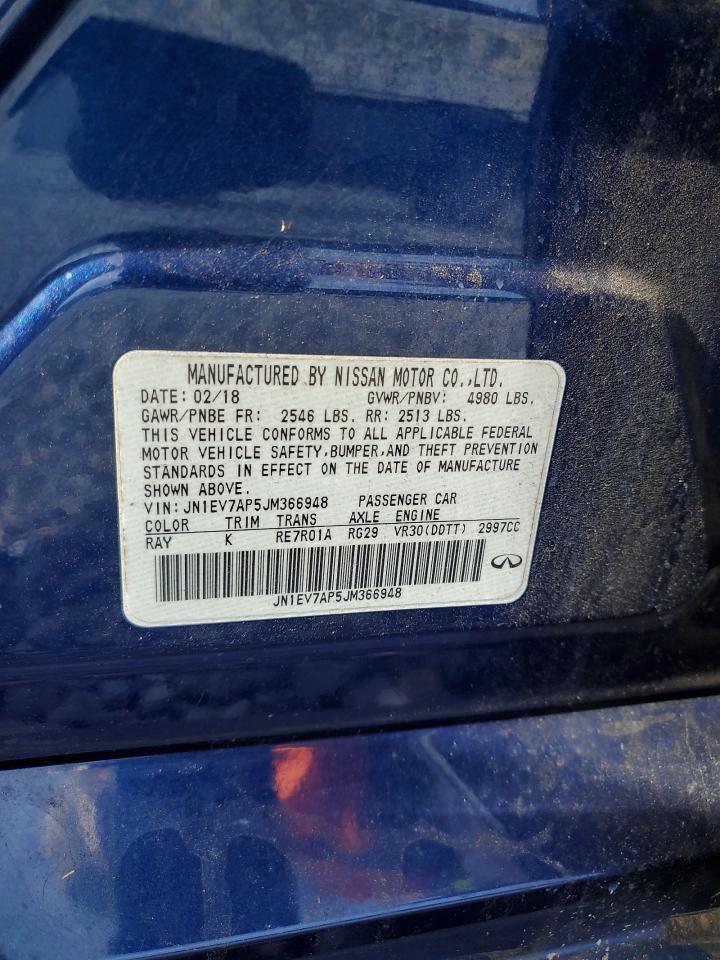 MANUFACTURED BY NISSAN MOTOR CO.,LTD.
DATE: 02/18 GVWR/PNBV: 4980 LBS.
GAWR/PNBE FR: 2546 LBS. RR: 2513 LBS.
THIS VEHICLE CONFORMS TO ALL APPLICABLE FEDERAL
MOTOR VEHICLE SAFETY,BUMPER,AND THEFT PREVENTION
STANDARDS IN EFFECT ON THE DATE OF MANUFACTURE
SHOWN ABOVE.
VIN: JN1EV7AP5JM366948 PASSENGER CAR
COLOR TRIM TRANS AXLE ENGINE
RAY K RE7R01A RG29 VR30(DDTT) 2997CC
JN1EV7AP5JM366948